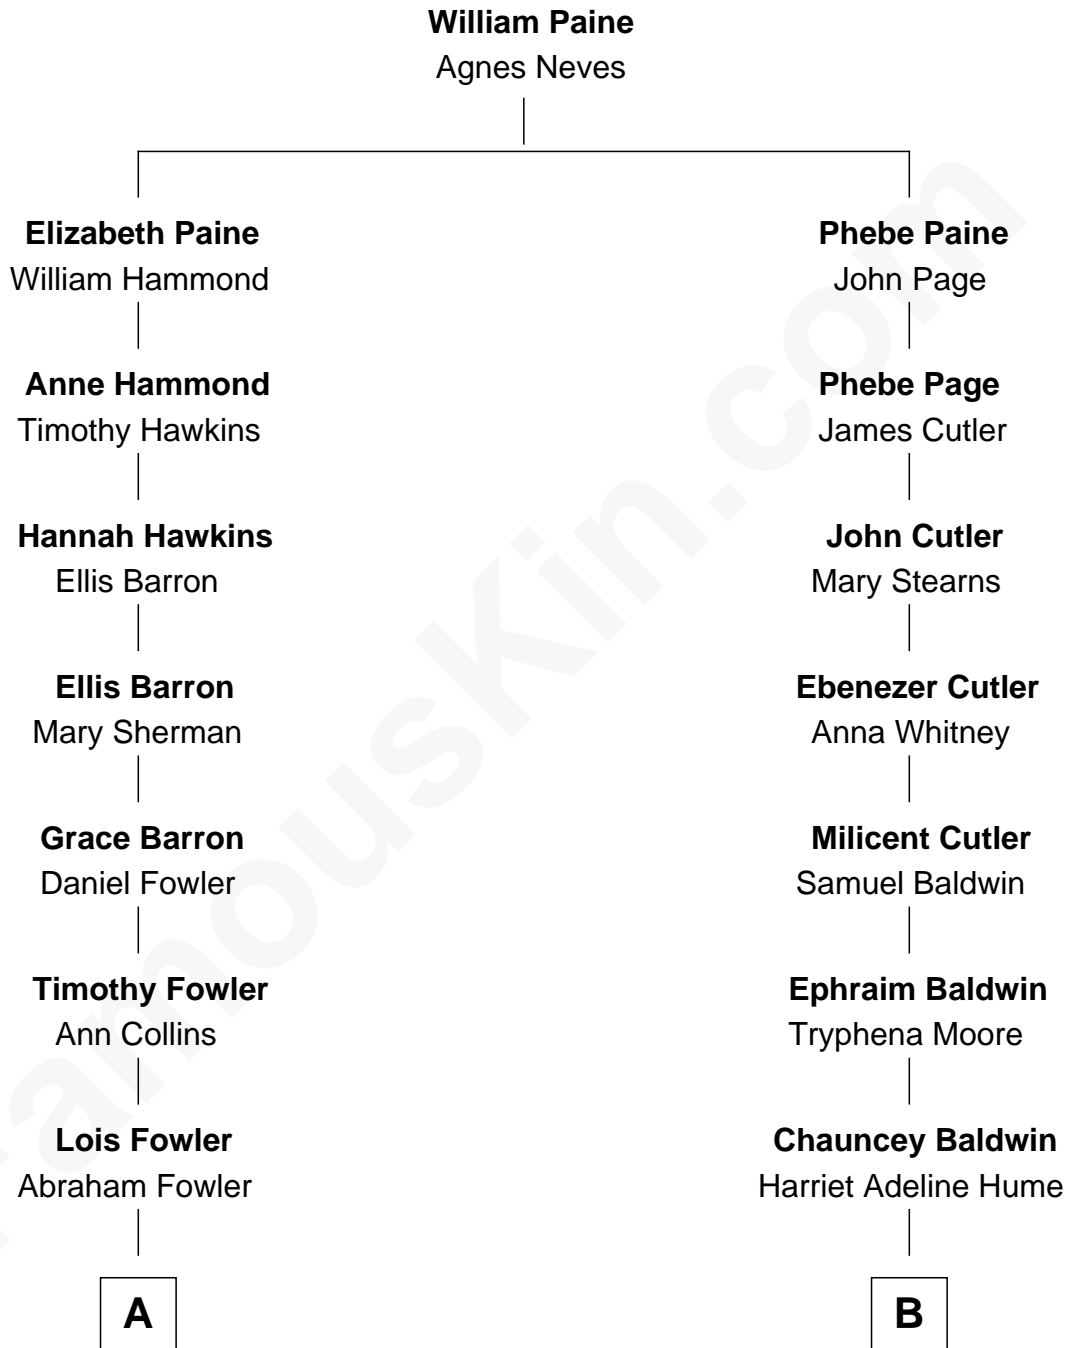 William Paine
Agnes Neves
Elizabeth Paine
William Hammond
Phebe Paine
John Page
Anne Hammond
Timothy Hawkins
Phebe Page
James Cutler
Hannah Hawkins
Ellis Barron
John Cutler
Mary Stearns
Ellis Barron
Mary Sherman
Ebenezer Cutler
Anna Whitney
Grace Barron
Daniel Fowler
Milicent Cutler
Samuel Baldwin
Timothy Fowler
Ann Collins
Ephraim Baldwin
Tryphena Moore
Lois Fowler
Abraham Fowler
Chauncey Baldwin
Harriet Adeline Hume
A
B
FamousKin.com